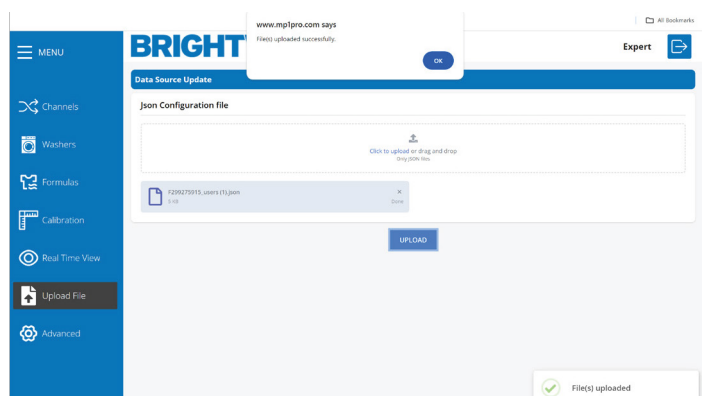 All Bookmarks
www.mp1pro.com says
File(s) uploaded successfully.
OK
MENU
BRIGHT
Expert
Data Source Update
Json Configuration file
Channels
Washers
Formulas
Calibration
Real Time View
Upload File
Advanced
Click to upload or drag and drop
Only JSON files
F299275915_users (1).json
6 KB
Done
UPLOAD
File(s) uploaded